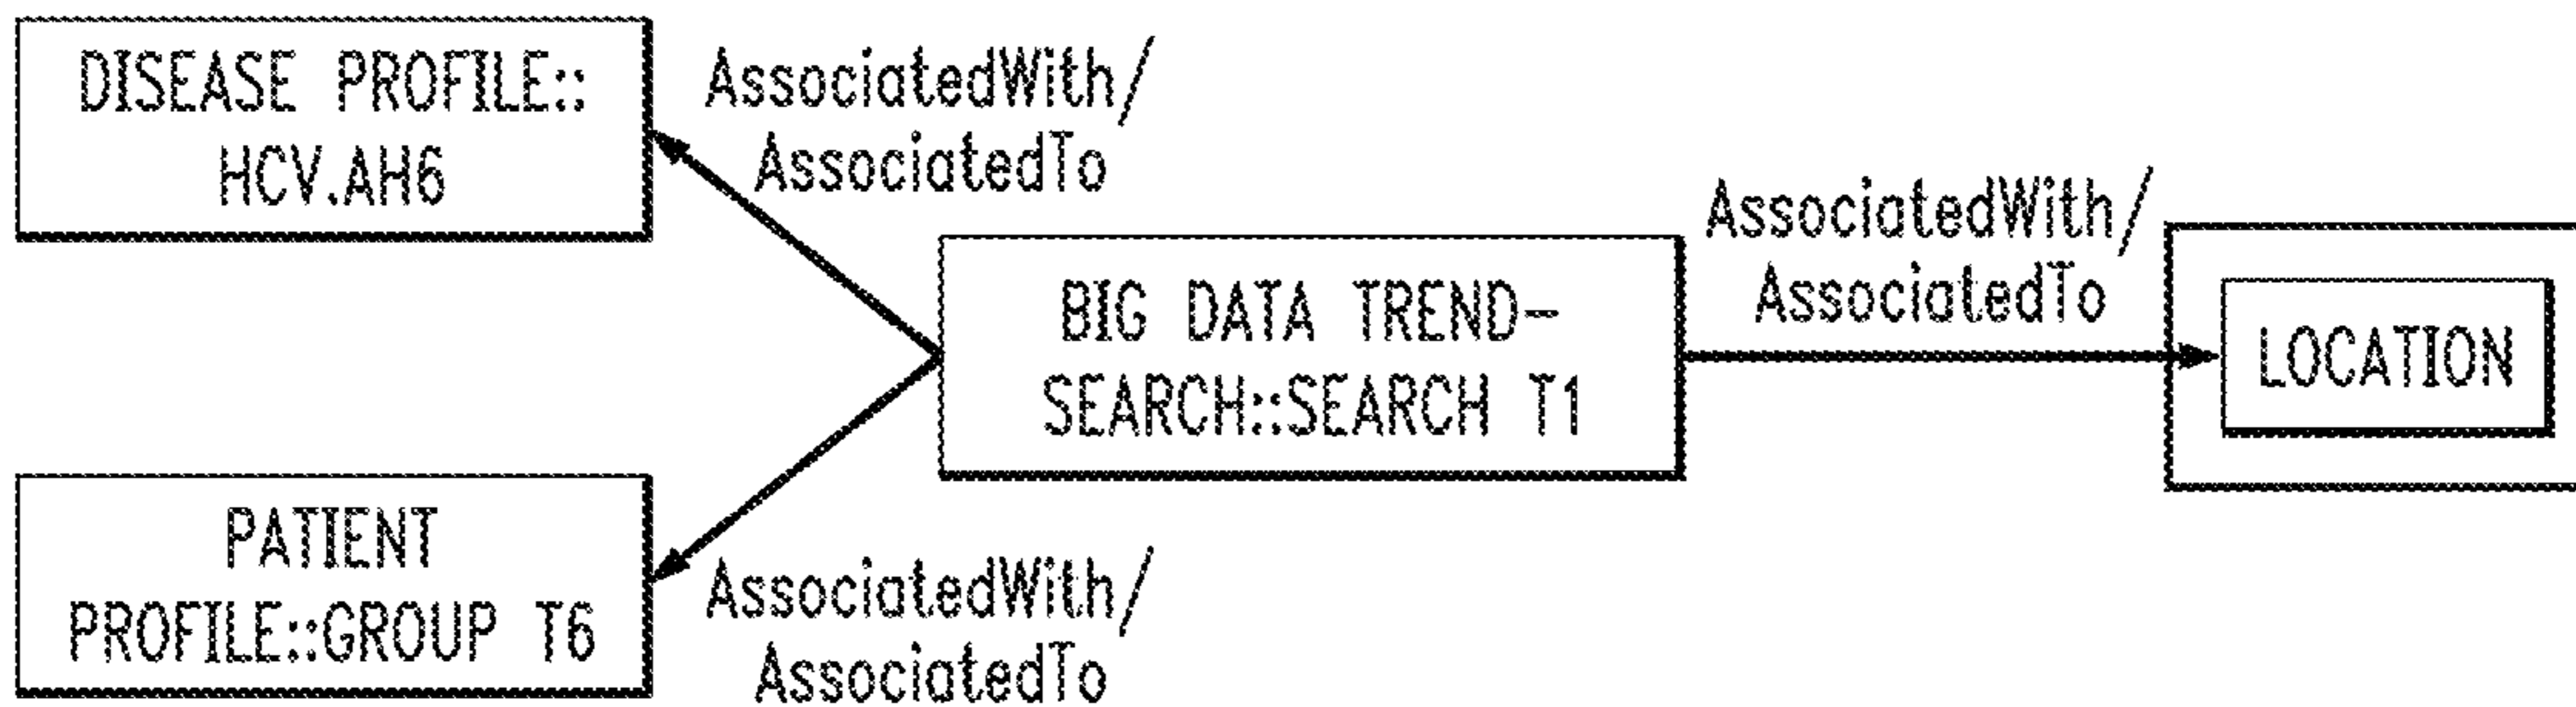 DISEASE PROFILE::
HCV.AH6
AssociatedWith/
AssociatedTo
BIG DATA TREND-
SEARCH::SEARCH T1
AssociatedWith/
AssociatedTo
LOCATION
PATIENT
PROFILE::GROUP T6
AssociatedWith/
AssociatedTo